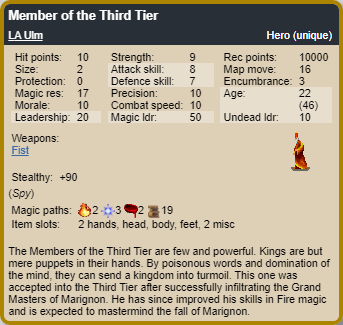 Member of the Third Tier
LA Ulm Hero (unique)
Hit points: 10 Strength: 9 Rec points: 10000
Size: 2 Attack skill: 8 Map move: 16
Protection: 0 Defence skill: 7 Encumbrance: 3
Magic res: 17 Precision: 10 Age: 22
Morale: 10 Combat speed: 10 (46)
Leadership: 20 Magic ldr: 50 Undead ldr: 10
Weapons:
Fist
Stealthy: +90
(Spy)
Magic paths: 2 3 2 19
Item slots: 2 hands, head, body, feet, 2 misc
The Members of the Third Tier are few and powerful. Kings are but
mere puppets in their hands. By poisonous words and domination of
the mind, they can send a kingdom into turmoil. This one was
accepted into the Third Tier after successfully infiltrating the Grand
Masters of Marignon. He has since improved his skills in Fire magic
and is expected to mastermind the fall of Marignon.